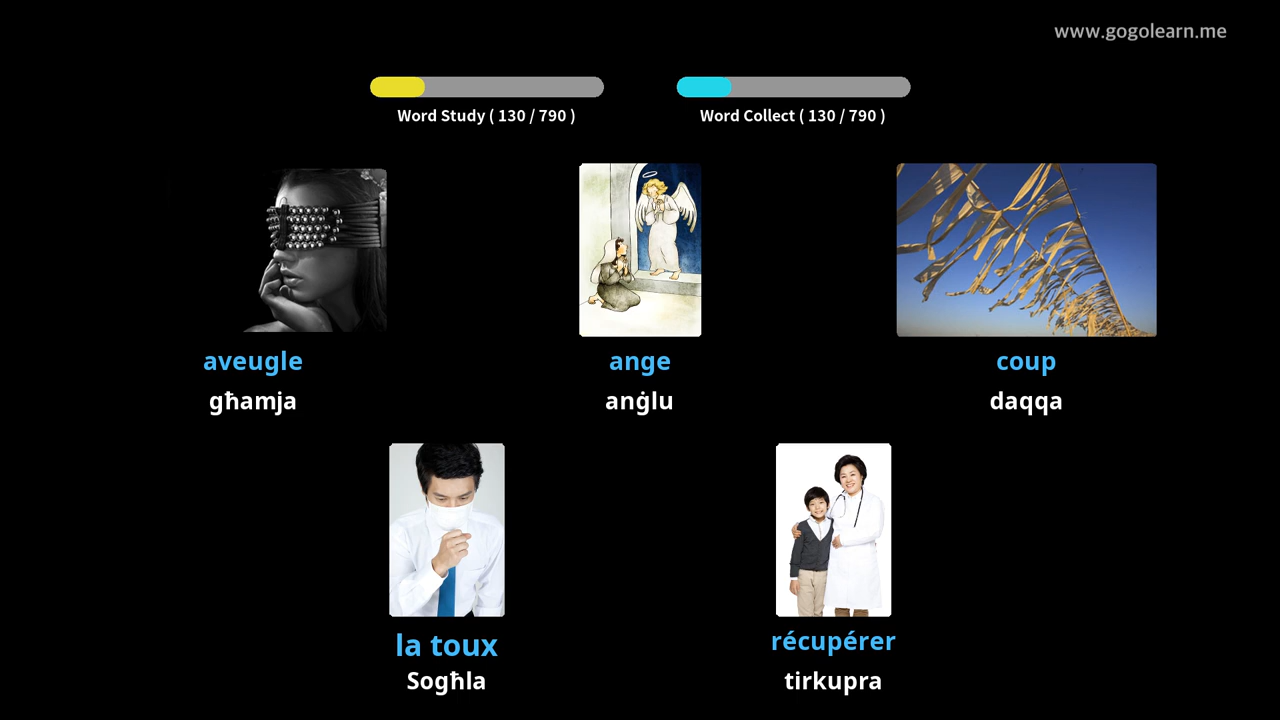 www.gogolearn.me
Word Study ( 130 / 790 )
Word Collect ( 130 / 790 )
aveugle
għamja
ange
anġlu
coup
daqqa
la toux
Sogħla
récupérer
tirkupra